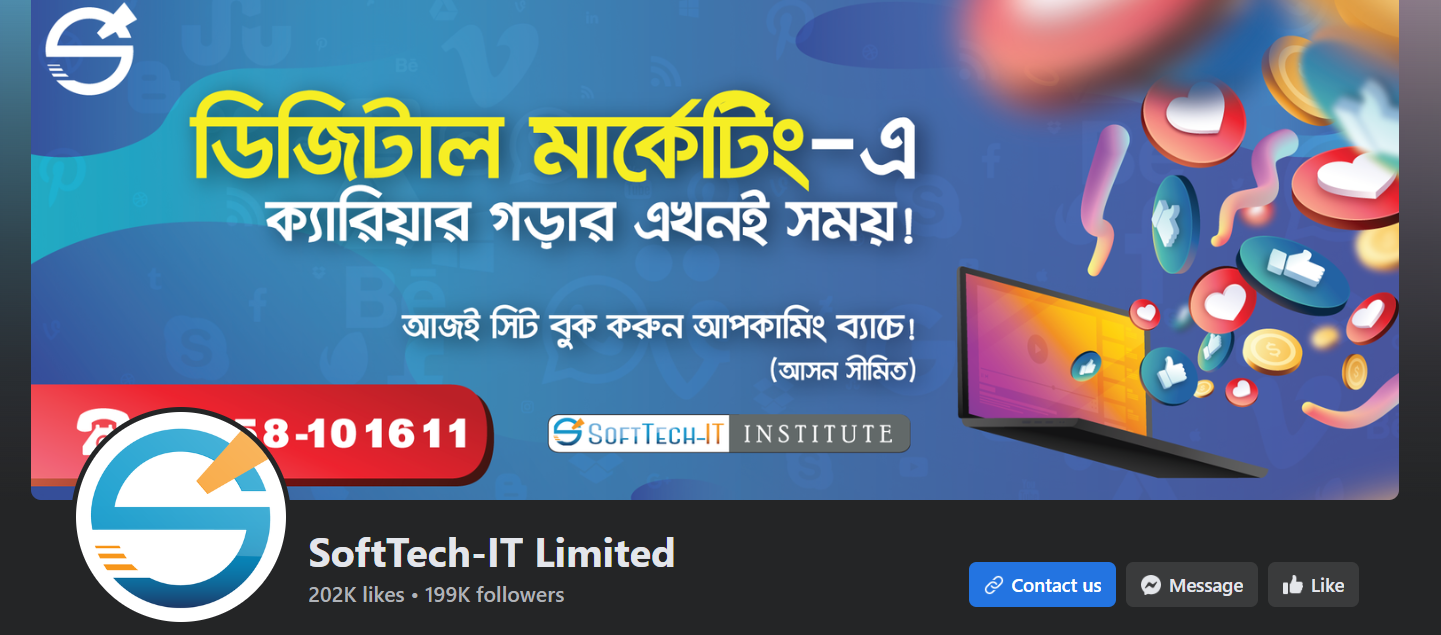 ডিজিটাল মার্কেটিং-এ
ক্যারিয়ার গড়ার এখনই সময়!
আজই সিট বুক করুন আপকামিং ব্যাচে!
(আসন সীমিত)
8-101611
SOFTTECH-IT INSTITUTE
SoftTech-IT Limited
202K likes • 199K followers
Contact us
Message
Like